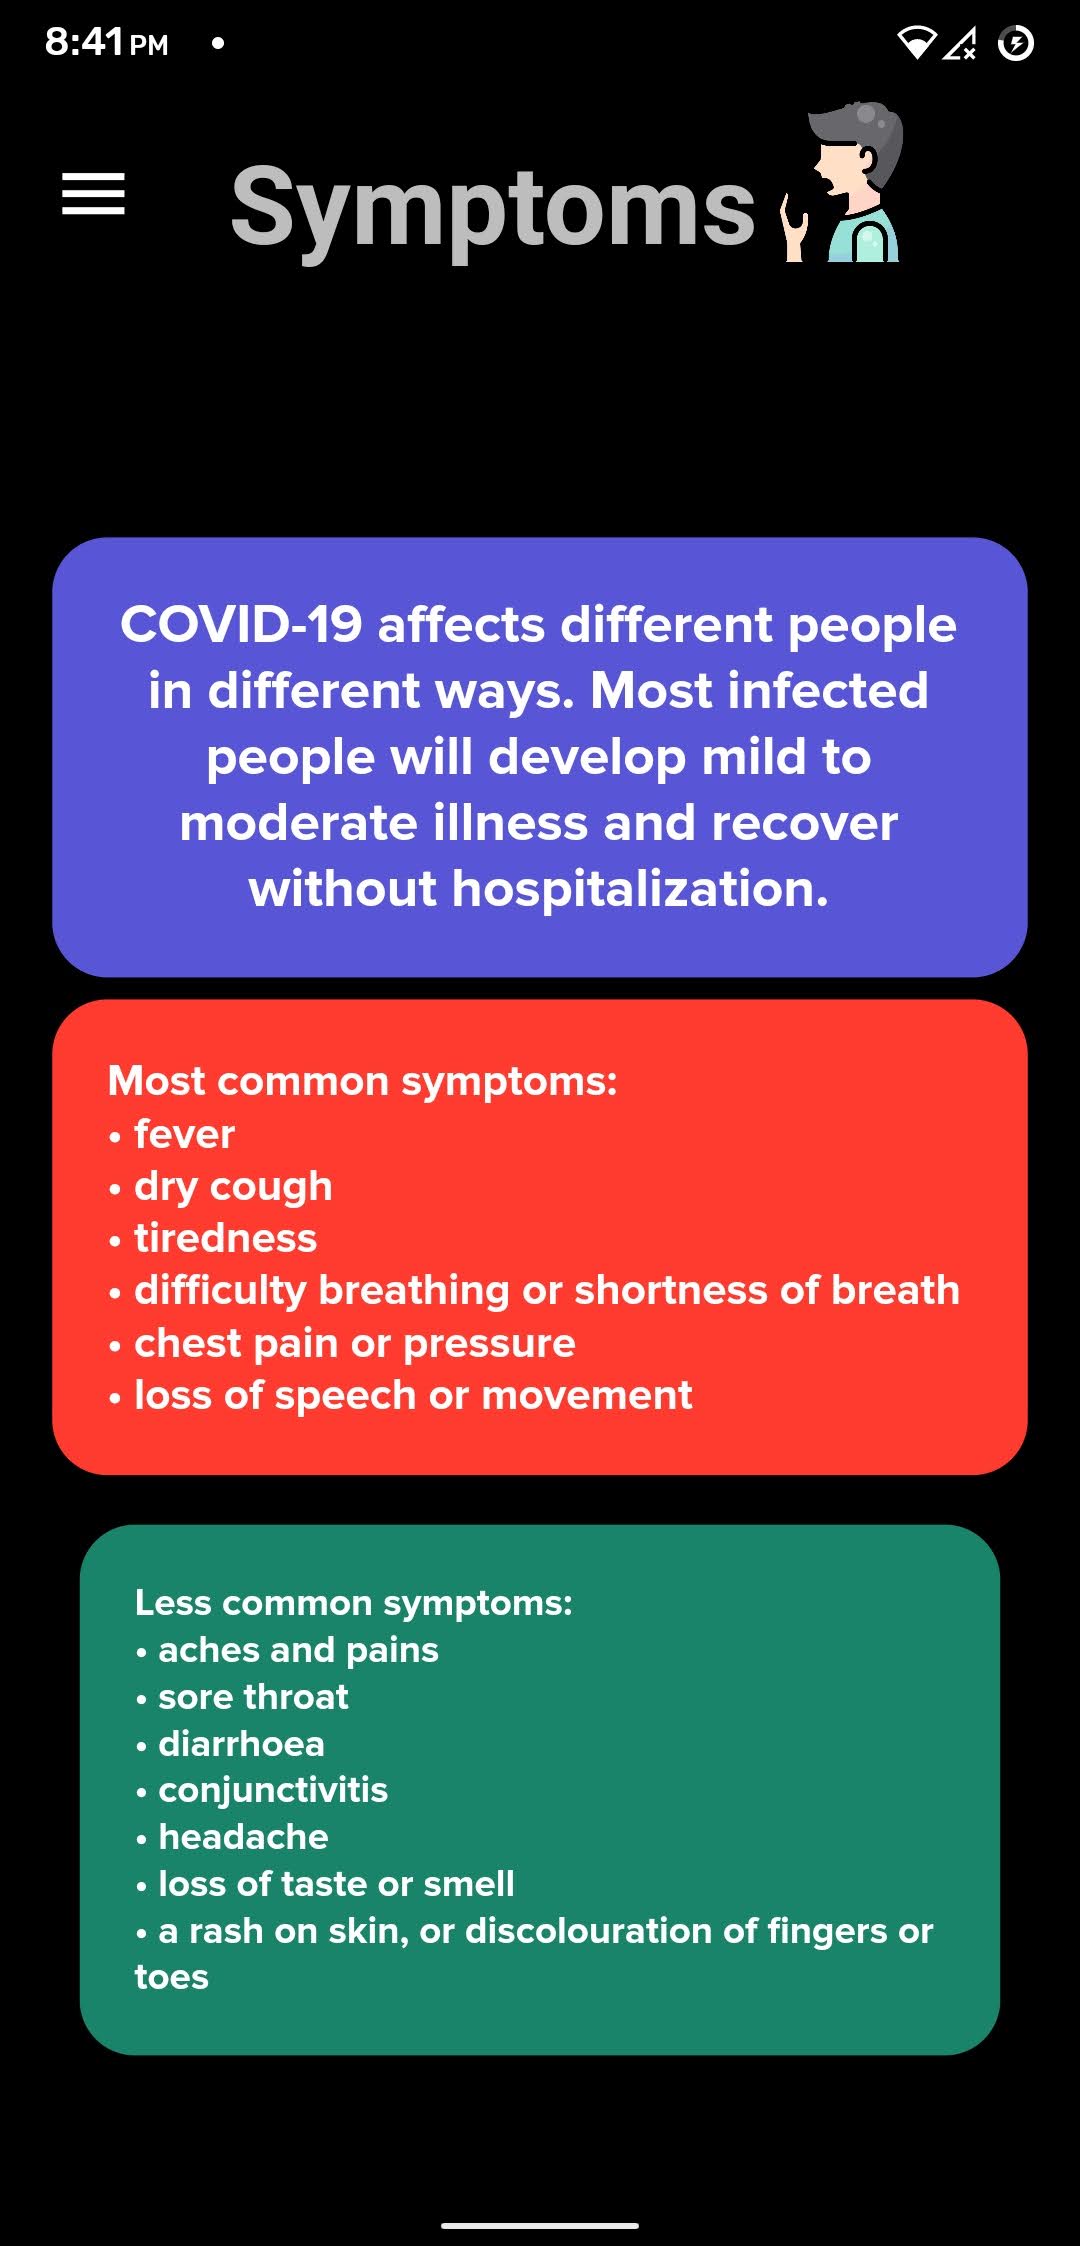 8:41 PM
Symptoms
COVID-19 affects different people
in different ways. Most infected
people will develop mild to
moderate illness and recover
without hospitalization.
Most common symptoms:
• fever
• dry cough
• tiredness
• difficulty breathing or shortness of breath
• chest pain or pressure
• loss of speech or movement
Less common symptoms:
• aches and pains
• sore throat
• diarrhoea
• conjunctivitis
• headache
• loss of taste or smell
• a rash on skin, or discolouration of fingers or
toes